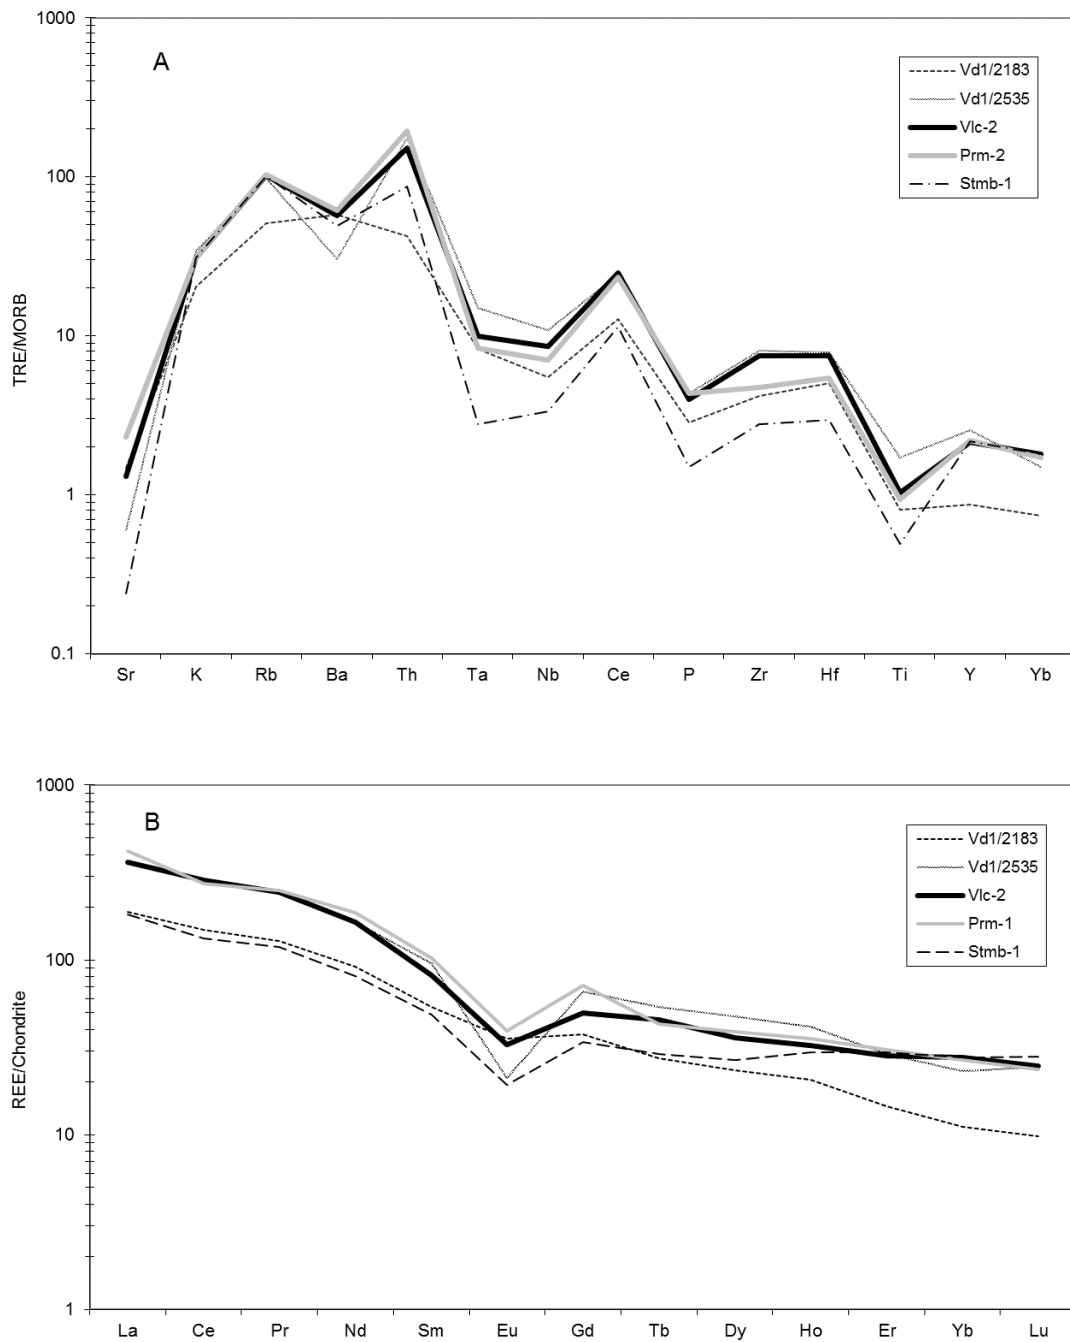 1000
A
Vd1/2183
Vd1/2535
Vlc-2
Prm-2
Stmb-1
100
10
1
0.1
TRE/MORB
Sr K Rb Ba Th Ta Nb Ce P Zr Hf Ti Y Yb
1000
B
Vd1/2183
Vd1/2535
Vlc-2
Prm-1
Stmb-1
100
10
1
REE/Chondrite
La Ce Pr Nd Sm Eu Gd Tb Dy Ho Er Yb Lu